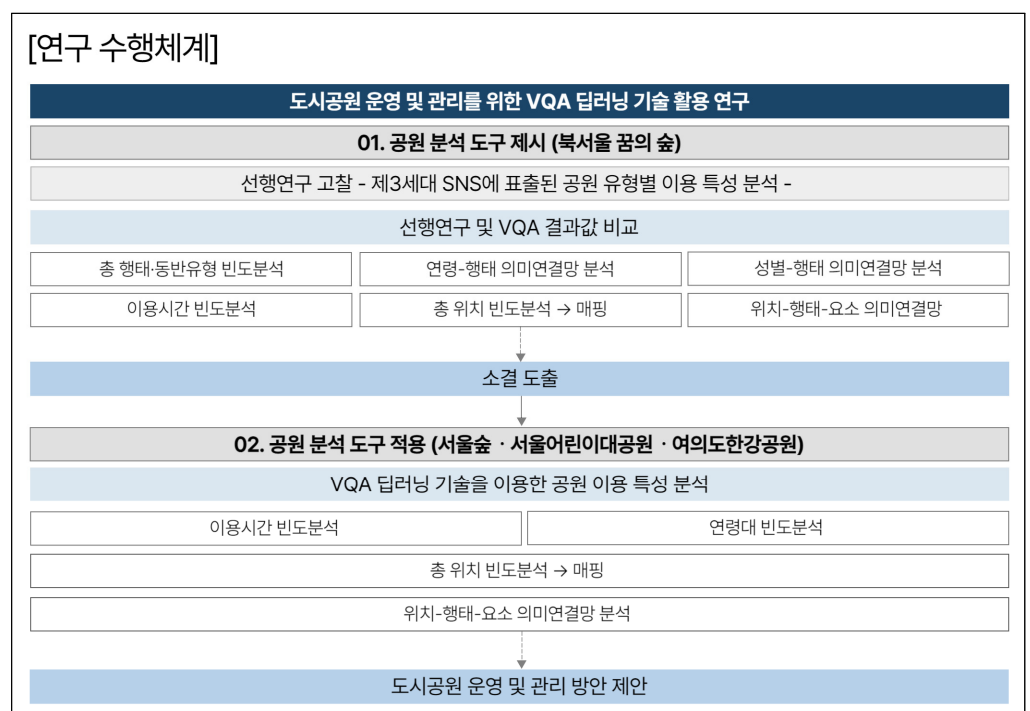 [연구 수행체계]
도시공원 운영 및 관리를 위한 VQA 딥러닝 기술 활용 연구
01. 공원 분석 도구 제시 (북서울 꿈의 숲)
선행연구 고찰 - 제3세대 SNS에 표출된 공원 유형별 이용 특성 분석 -
선행연구 및 VQA 결과값 비교
총 행태·동반유형 빈도분석
연령-행태 의미연결망 분석
성별-행태 의미연결망 분석
이용시간 빈도분석
총 위치 빈도분석 → 매핑
위치-행태-요소 의미연결망
소결 도출
02. 공원 분석 도구 적용 (서울숲 · 서울어린이대공원 · 여의도한강공원)
VQA 딥러닝 기술을 이용한 공원 이용 특성 분석
이용시간 빈도분석
연령대 빈도분석
총 위치 빈도분석 → 매핑
위치-행태-요소 의미연결망 분석
도시공원 운영 및 관리 방안 제안